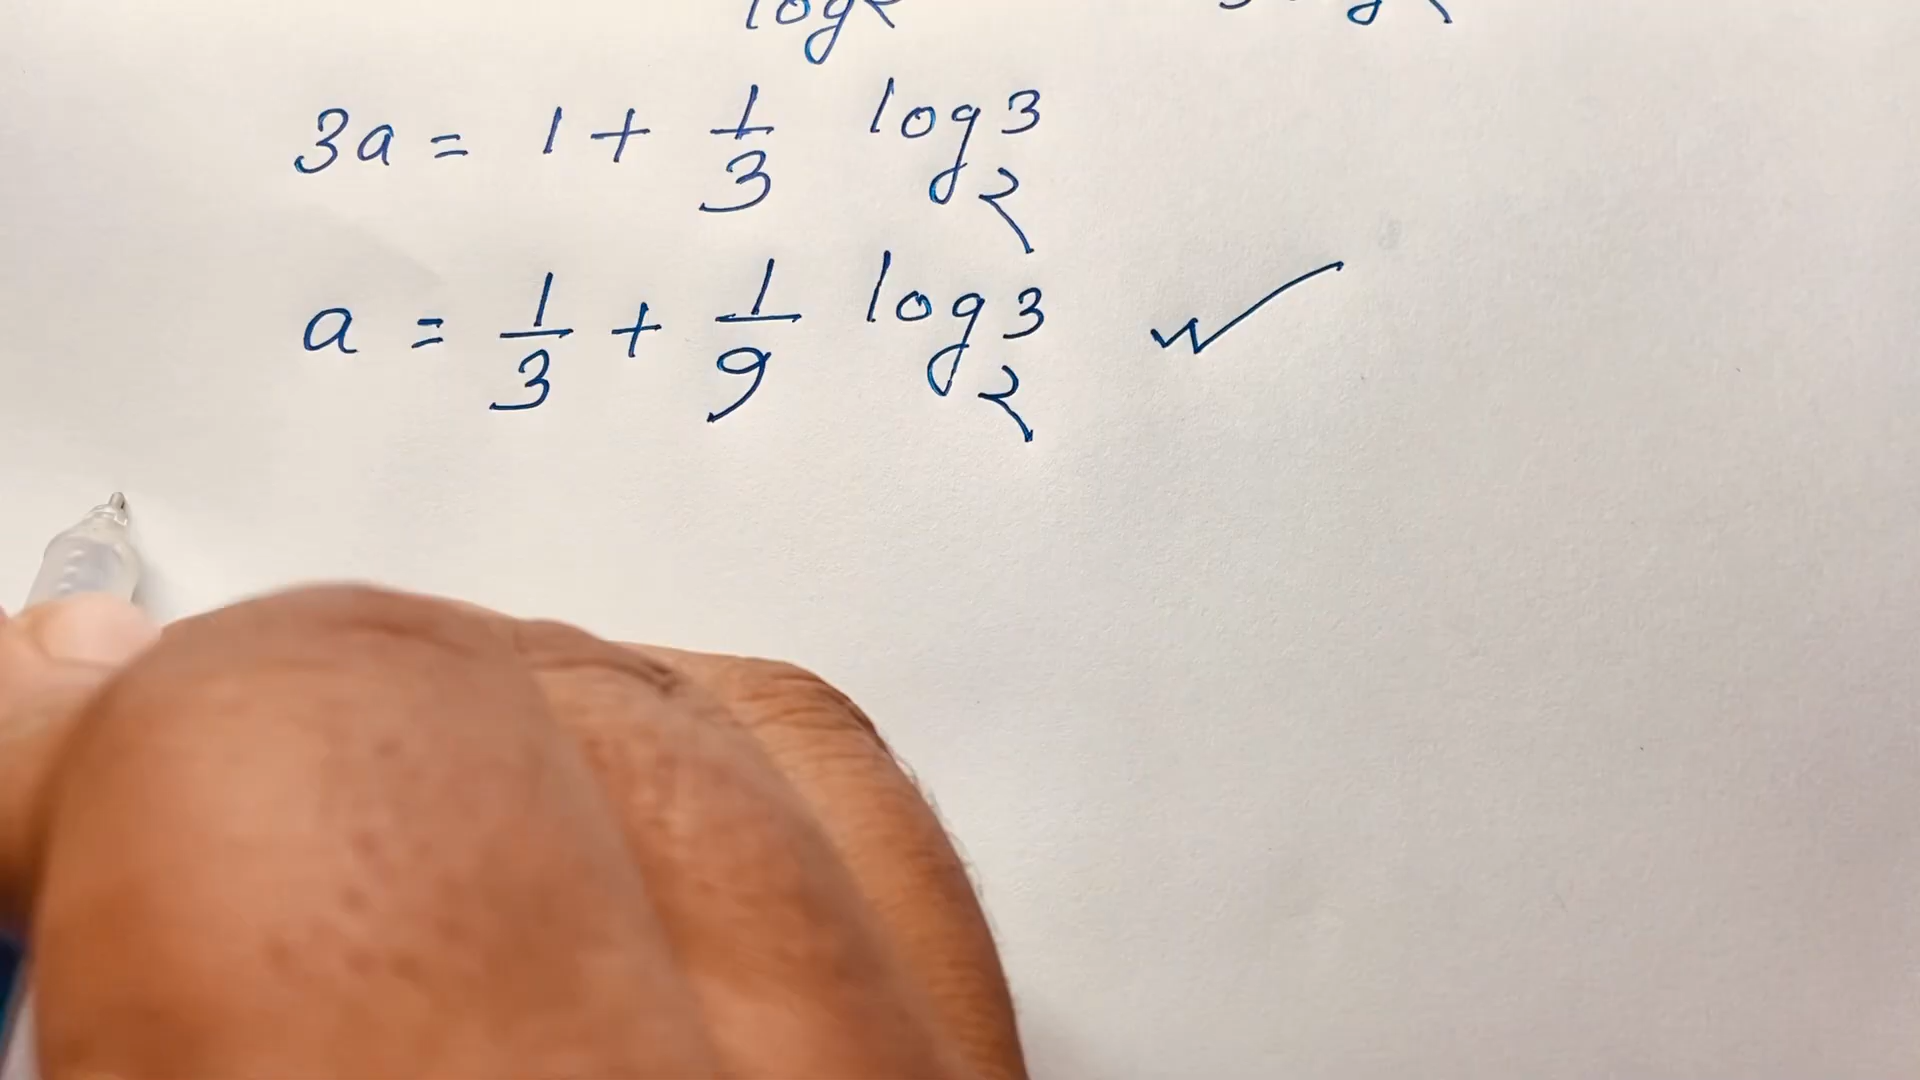 3a = 1 + 1/3 log₂3
a = 1/3 + 1/9 log₂3 ✓